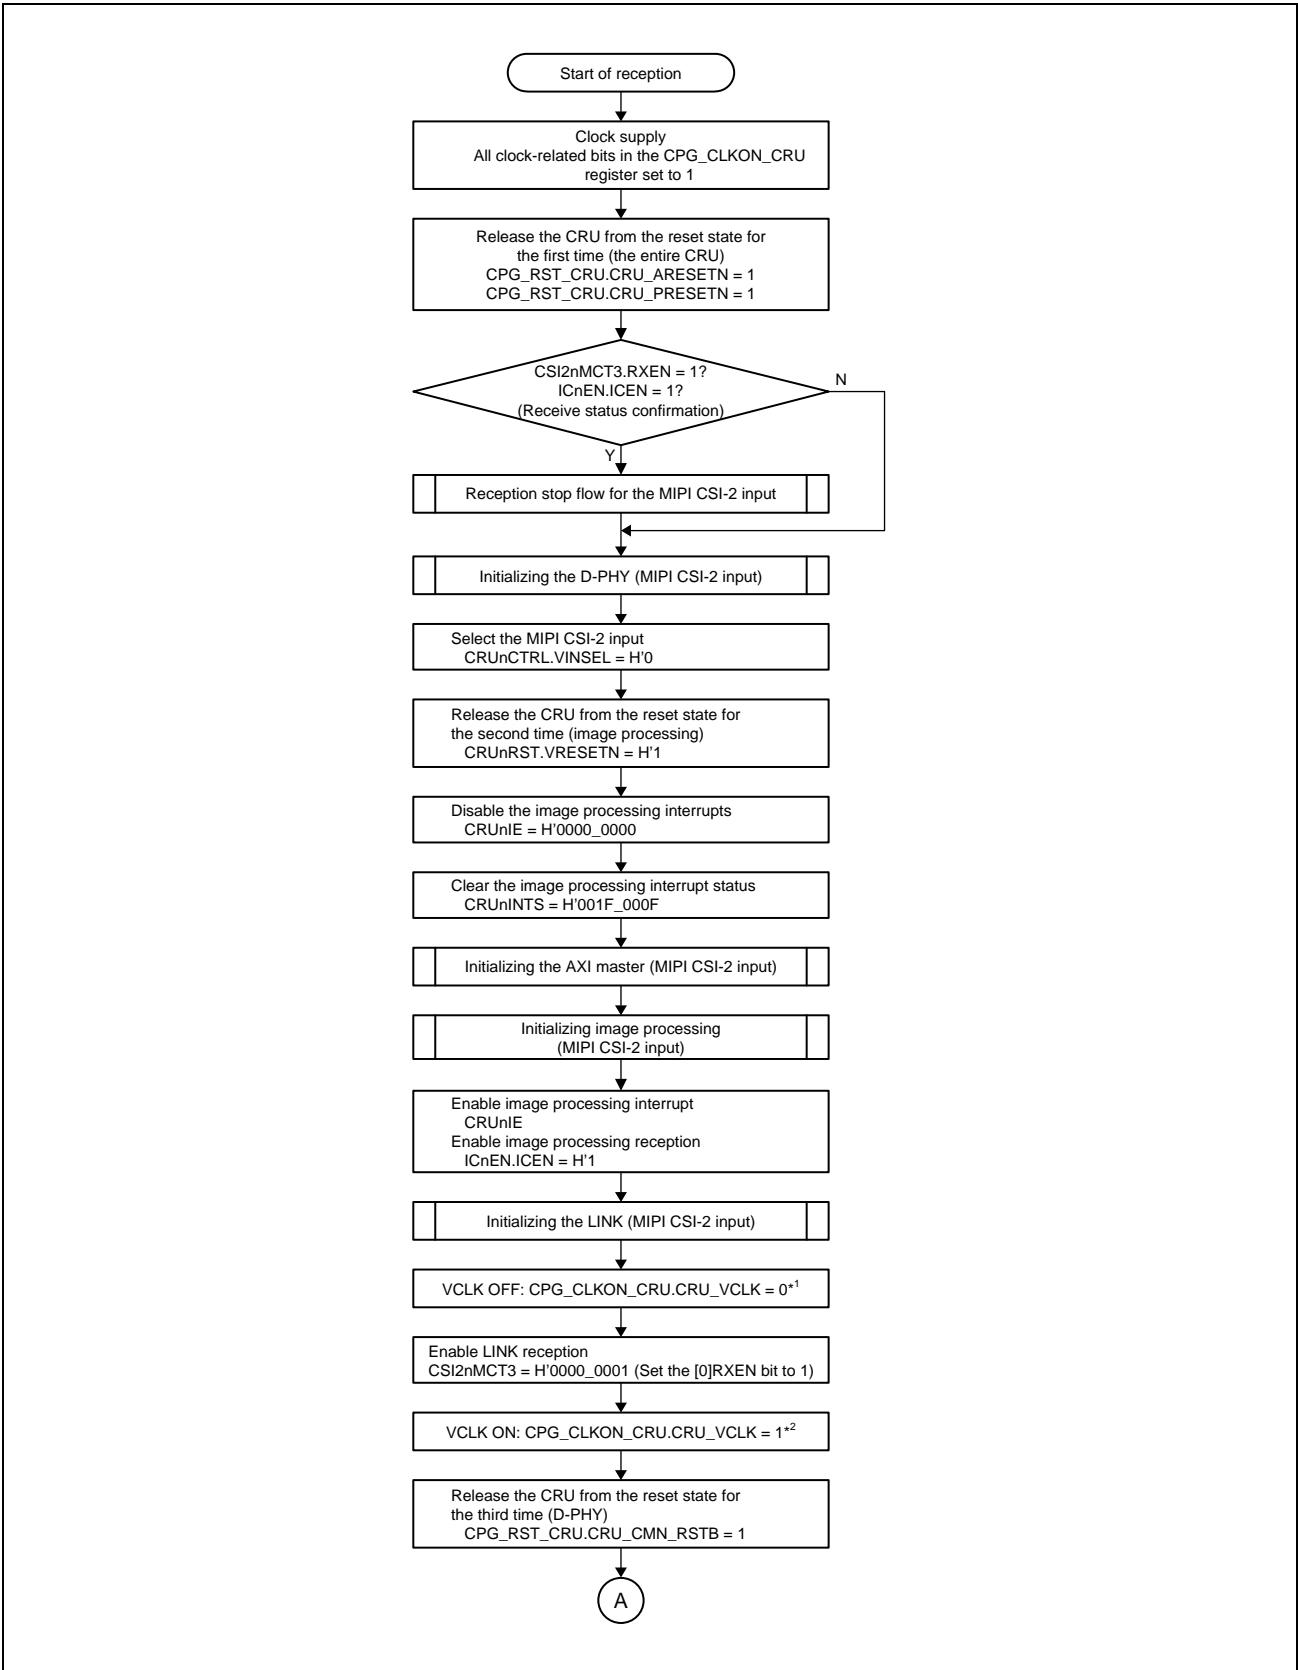 Start of reception
Clock supply
All clock-related bits in the CPG_CLKON_CRU
register set to 1
Release the CRU from the reset state for
the first time (the entire CRU)
CPG_RST_CRU.CRU_ARESETN = 1
CPG_RST_CRU.CRU_PRESETN = 1
CSI2nMCT3.RXEN = 1?
ICnEN.ICEN = 1?
(Receive status confirmation)
N
Y
Reception stop flow for the MIPI CSI-2 input
Initializing the D-PHY (MIPI CSI-2 input)
Select the MIPI CSI-2 input
CRUnCTRL.VINSEL = H'0
Release the CRU from the reset state for
the second time (image processing)
CRUnRST.VRESETN = H'1
Disable the image processing interrupts
CRUnIE = H'0000_0000
Clear the image processing interrupt status
CRUnINTS = H'001F_000F
Initializing the AXI master (MIPI CSI-2 input)
Initializing image processing
(MIPI CSI-2 input)
Enable image processing interrupt
CRUnIE
Enable image processing reception
ICnEN.ICEN = H'1
Initializing the LINK (MIPI CSI-2 input)
VCLK OFF: CPG_CLKON_CRU.CRU_VCLK = 0*1
Enable LINK reception
CSI2nMCT3 = H'0000_0001 (Set the [0]RXEN bit to 1)
VCLK ON: CPG_CLKON_CRU.CRU_VCLK = 1*2
Release the CRU from the reset state for
the third time (D-PHY)
CPG_RST_CRU.CRU_CMN_RSTB = 1
A